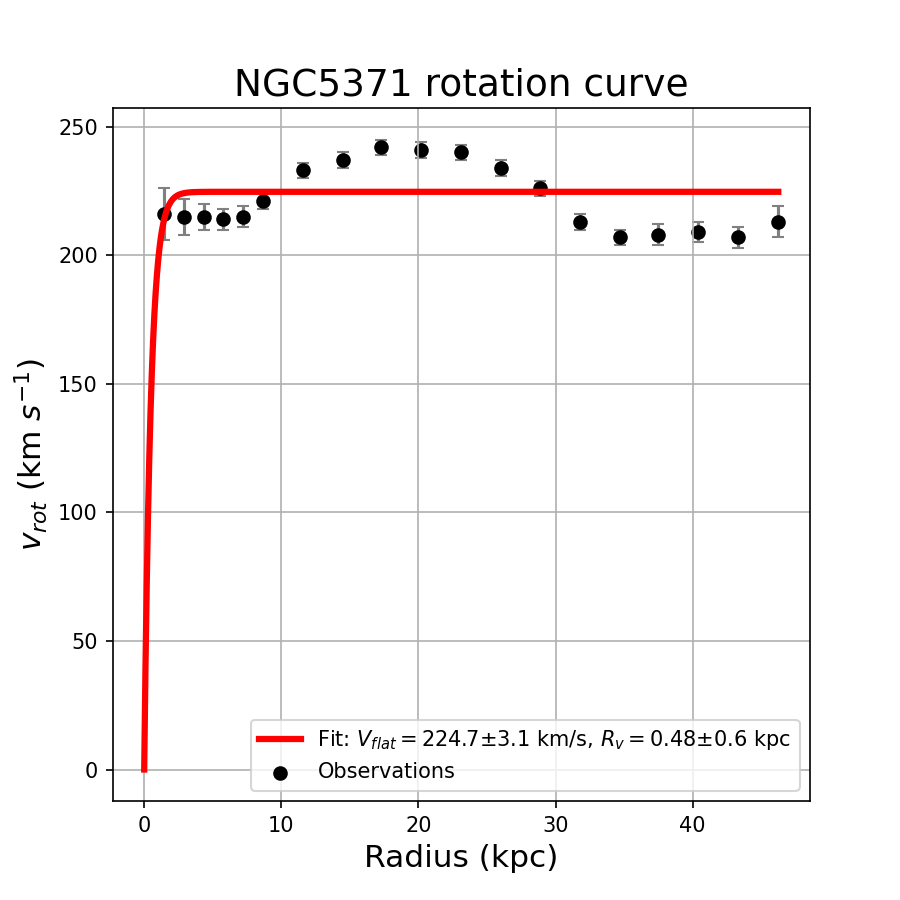 NGC5371 rotation curve
250
200
150
100
50
0
v_rot (km s⁻¹)
Fit: V_flat = 224.7±3.1 km/s, R_v = 0.48±0.6 kpc
Observations
0 10 20 30 40
Radius (kpc)